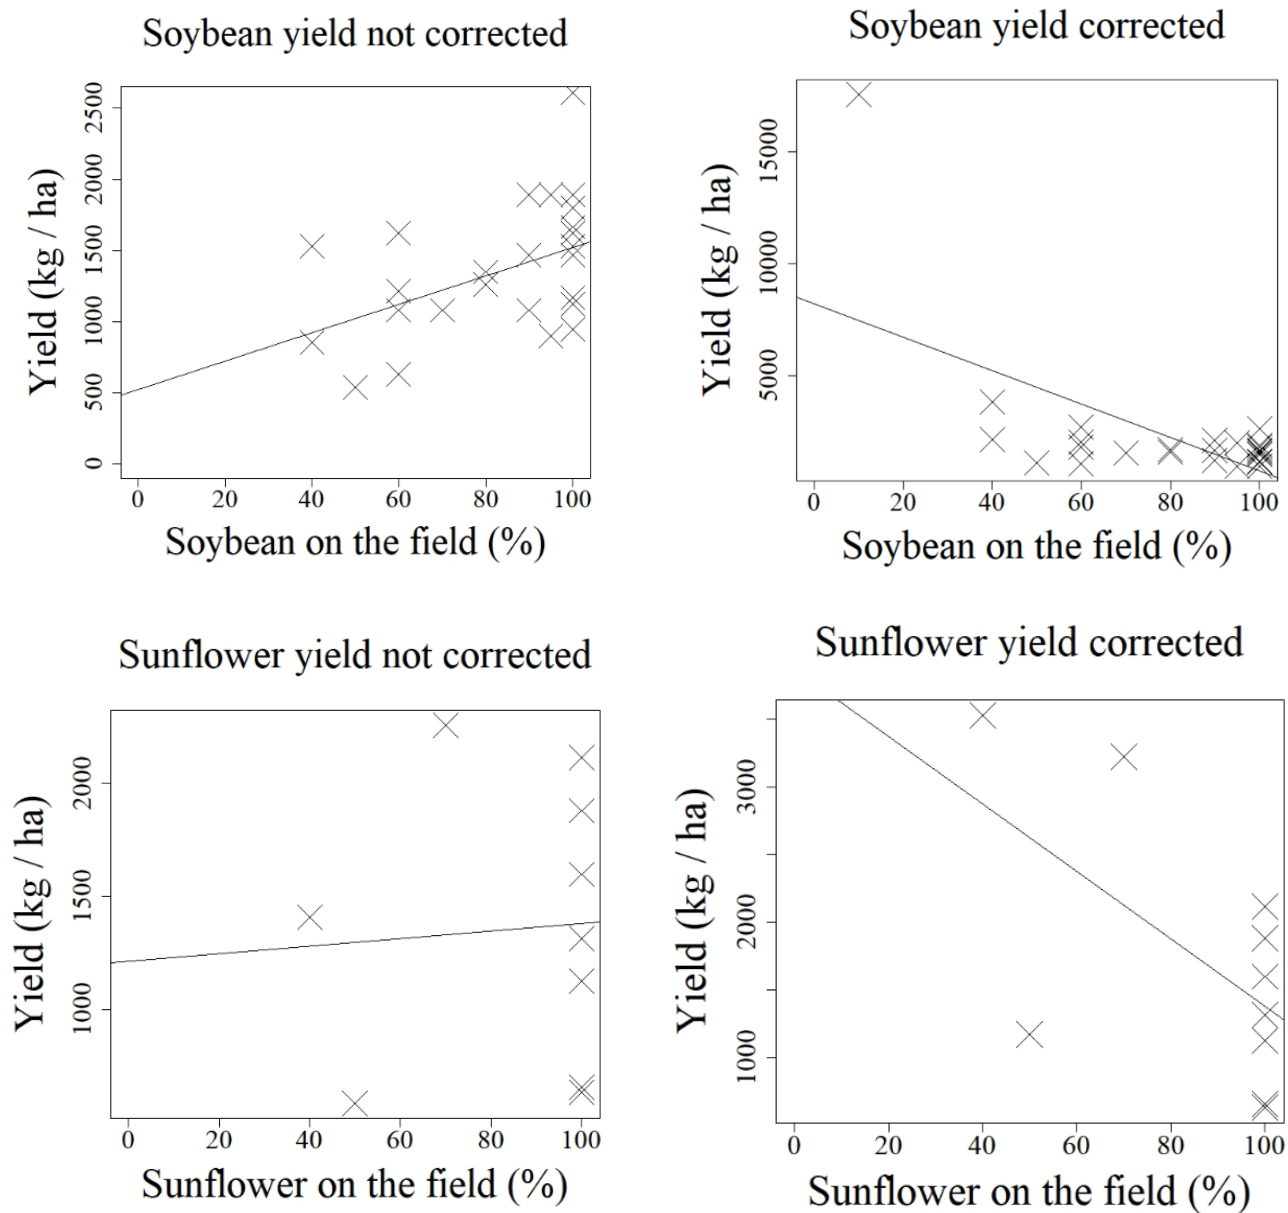 Soybean yield not corrected
Yield (kg / ha)
2500
2000
1500
1000
500
0
0 20 40 60 80 100
Soybean on the field (%)
Soybean yield corrected
Yield (kg / ha)
15000
10000
5000
0 20 40 60 80 100
Soybean on the field (%)
Sunflower yield not corrected
Yield (kg / ha)
2000
1500
1000
0 20 40 60 80 100
Sunflower on the field (%)
Sunflower yield corrected
Yield (kg / ha)
3000
2000
1000
0 20 40 60 80 100
Sunflower on the field (%)